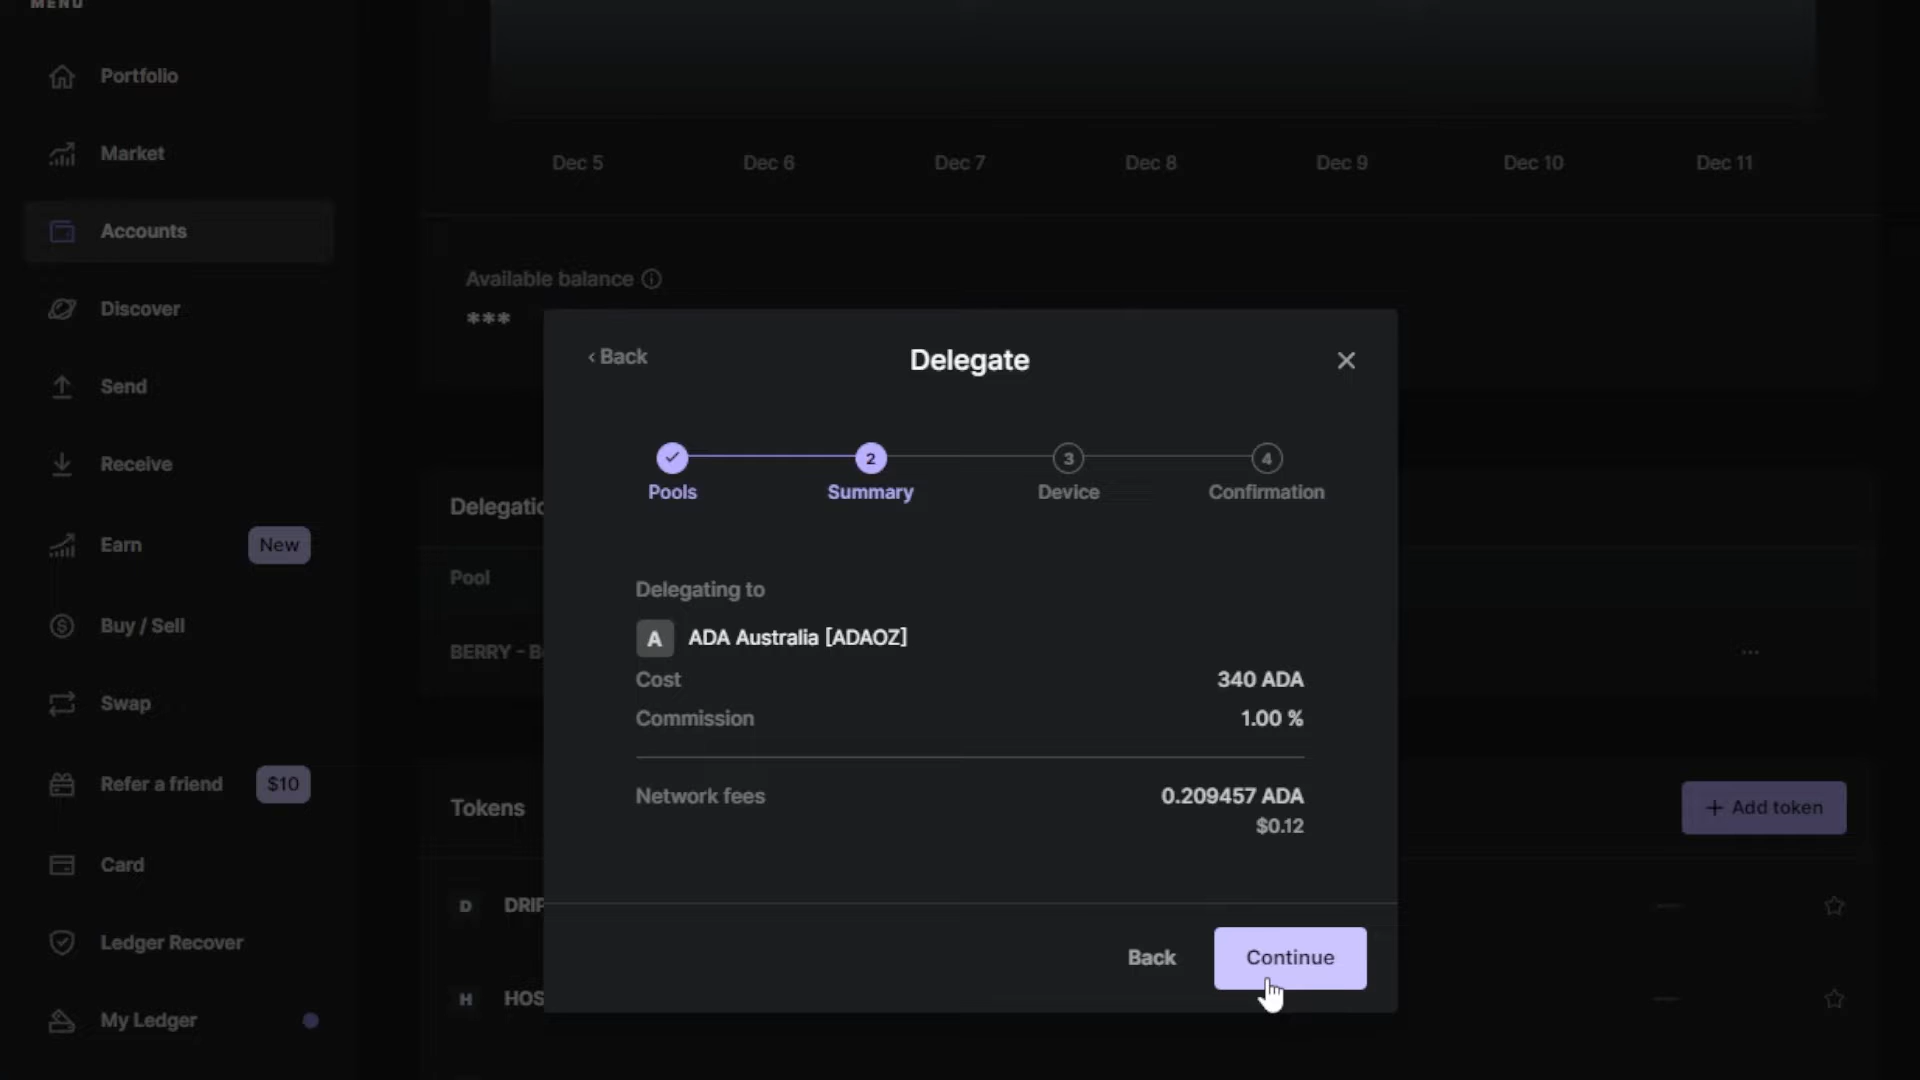 MENU
Portfolio
Market
Accounts
Discover
Send
Receive
Earn New
Buy / Sell
Swap
Refer a friend $10
Card
Ledger Recover
My Ledger
Dec 5 Dec 6 Dec 7 Dec 8 Dec 9 Dec 10 Dec 11
Available balance
***
Pool
BERRY -
Tokens
+ Add token
D
H
‹ Back
Delegate
2 3 4
Pools Summary Device Confirmation
Delegating to
A ADA Australia [ADAOZ]
Cost 340 ADA
Commission 1.00 %
Network fees 0.209457 ADA
$0.12
Back Continue